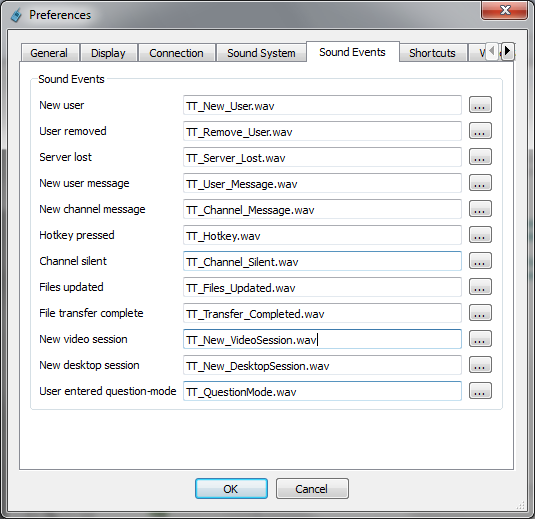 Preferences
General Display Connection Sound System Sound Events Shortcuts
Sound Events
New user TT_New_User.wav ...
User removed TT_Remove_User.wav ...
Server lost TT_Server_Lost.wav ...
New user message TT_User_Message.wav ...
New channel message TT_Channel_Message.wav ...
Hotkey pressed TT_Hotkey.wav ...
Channel silent TT_Channel_Silent.wav ...
Files updated TT_Files_Updated.wav ...
File transfer complete TT_Transfer_Completed.wav ...
New video session TT_New_VideoSession.wav ...
New desktop session TT_New_DesktopSession.wav ...
User entered question-mode TT_QuestionMode.wav ...
OK Cancel